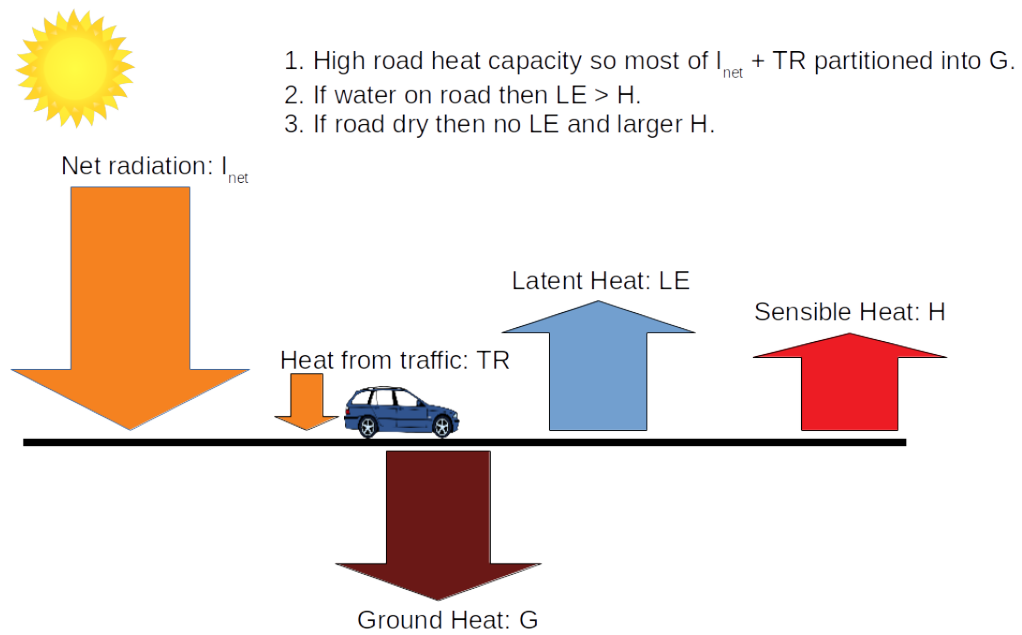 1. High road heat capacity so most of Inet + TR partitioned into G.
2. If water on road then LE > H.
3. If road dry then no LE and larger H.
Net radiation: Inet
Latent Heat: LE
Sensible Heat: H
Heat from traffic: TR
Ground Heat: G